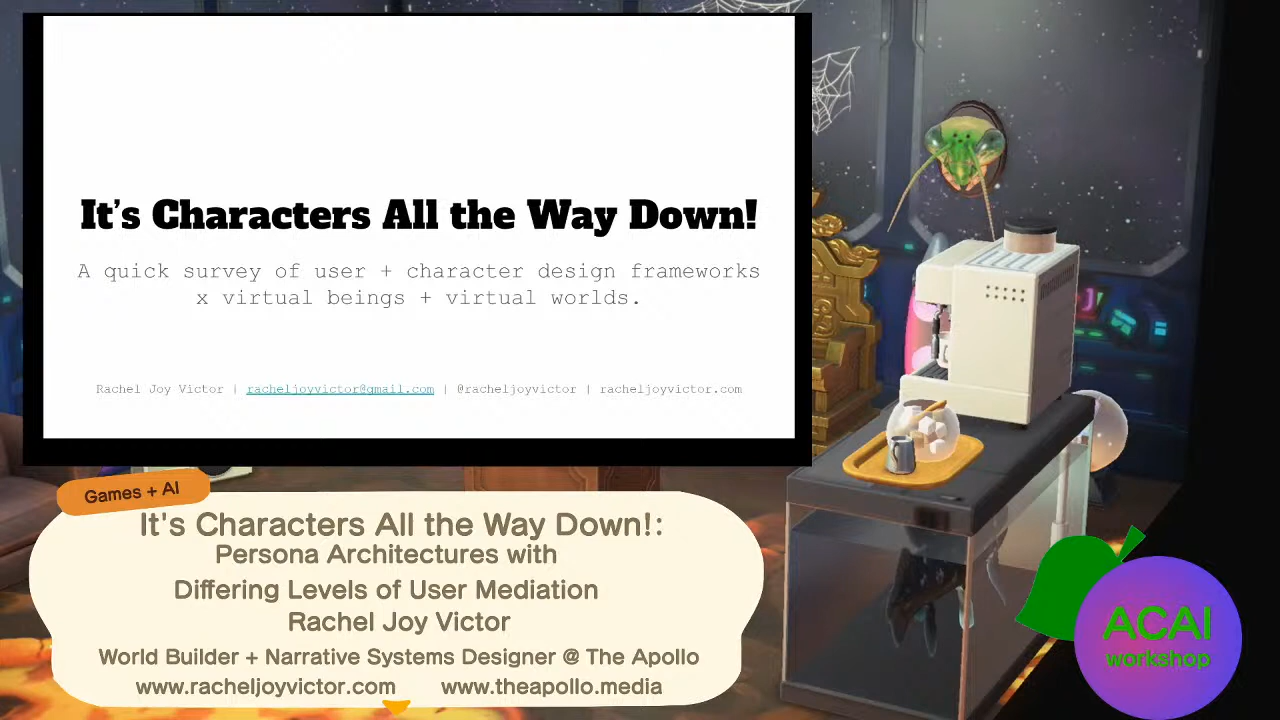 It's Characters All the Way Down!
A quick survey of user + character design frameworks
x virtual beings + virtual worlds.
Rachel Joy Victor | racheljoyvictor@gmail.com | @racheljoyvictor | racheljoyvictor.com
Games + AI
It's Characters All the Way Down!:
Persona Architectures with
Differing Levels of User Mediation
Rachel Joy Victor
World Builder + Narrative Systems Designer @ The Apollo
www.racheljoyvictor.com www.theapollo.media
ACAI
workshop